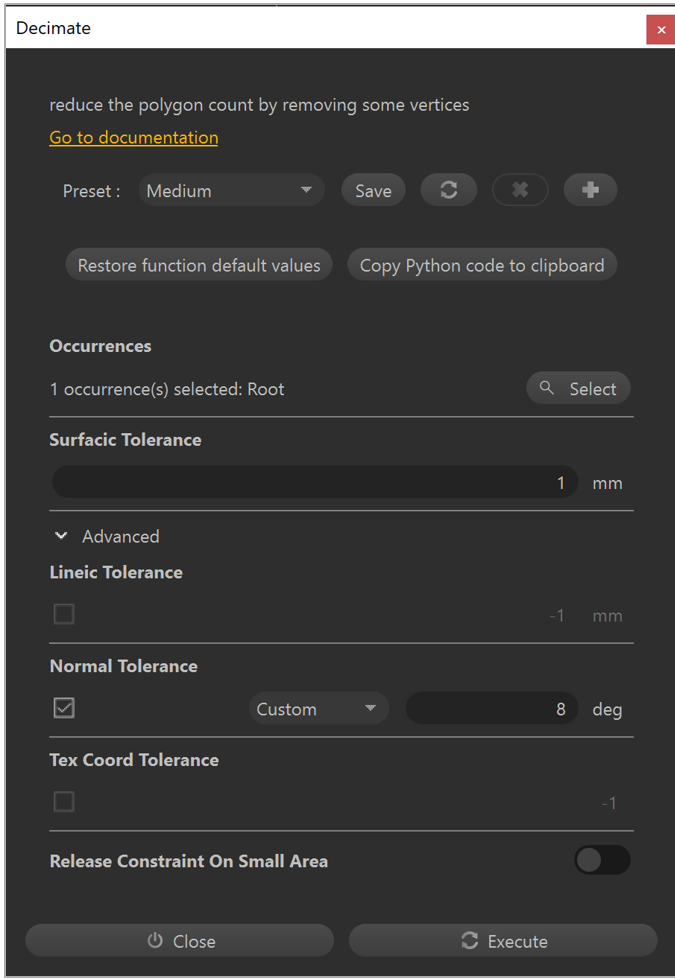 Decimate
reduce the polygon count by removing some vertices
Go to documentation
Preset : Medium Save
Restore function default values Copy Python code to clipboard
Occurrences
1 occurrence(s) selected: Root Select
Surfacic Tolerance
1 mm
Advanced
Lineic Tolerance
-1 mm
Normal Tolerance
Custom 8 deg
Tex Coord Tolerance
-1
Release Constraint On Small Area
Close Execute